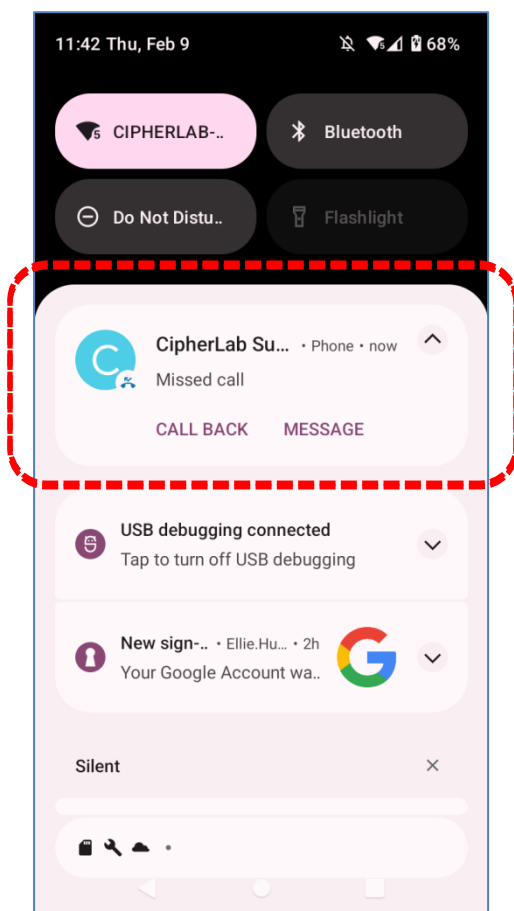 11:42 Thu, Feb 9 68%
CIPHERLAB-.. Bluetooth
Do Not Distu.. Flashlight
CipherLab Su... • Phone • now
Missed call
CALL BACK MESSAGE
USB debugging connected
Tap to turn off USB debugging
New sign-.. • Ellie.Hu... • 2h
Your Google Account wa..
Silent